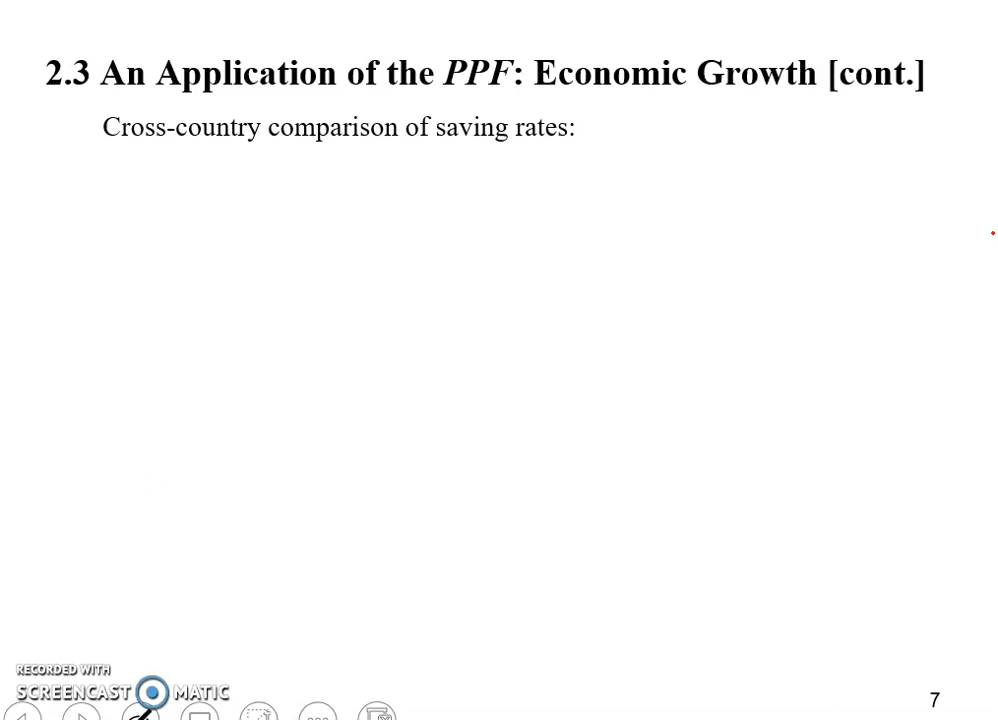 2.3 An Application of the PPF: Economic Growth [cont.]
Cross-country comparison of saving rates:
RECORDED WITH
SCREENCAST MATIC
7